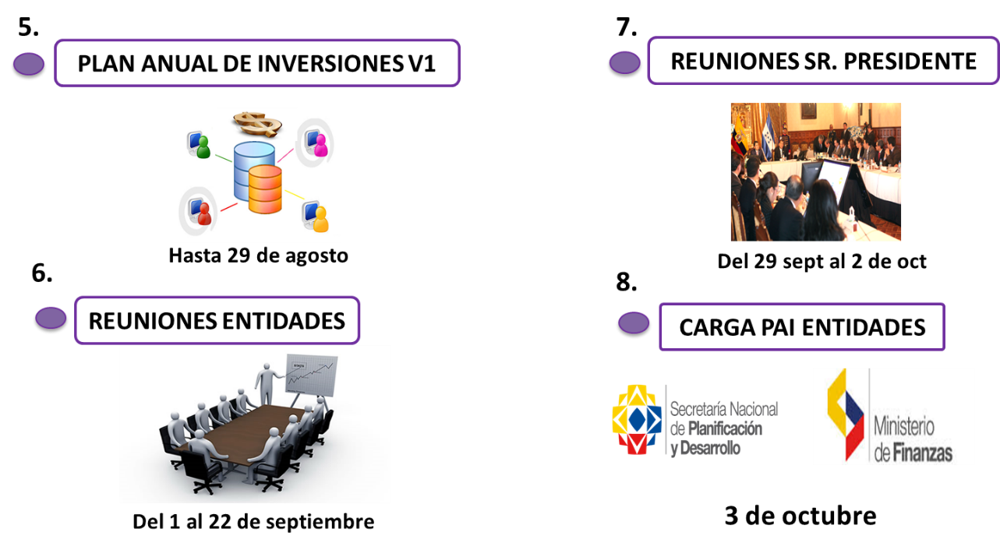 5.
PLAN ANUAL DE INVERSIONES V1
Hasta 29 de agosto
6.
REUNIONES ENTIDADES
Del 1 al 22 de septiembre
7.
REUNIONES SR. PRESIDENTE
Del 29 sept al 2 de oct
8.
CARGA PAI ENTIDADES
Secretaría Nacional
de Planificación
y Desarrollo
Ministerio
de Finanzas
3 de octubre